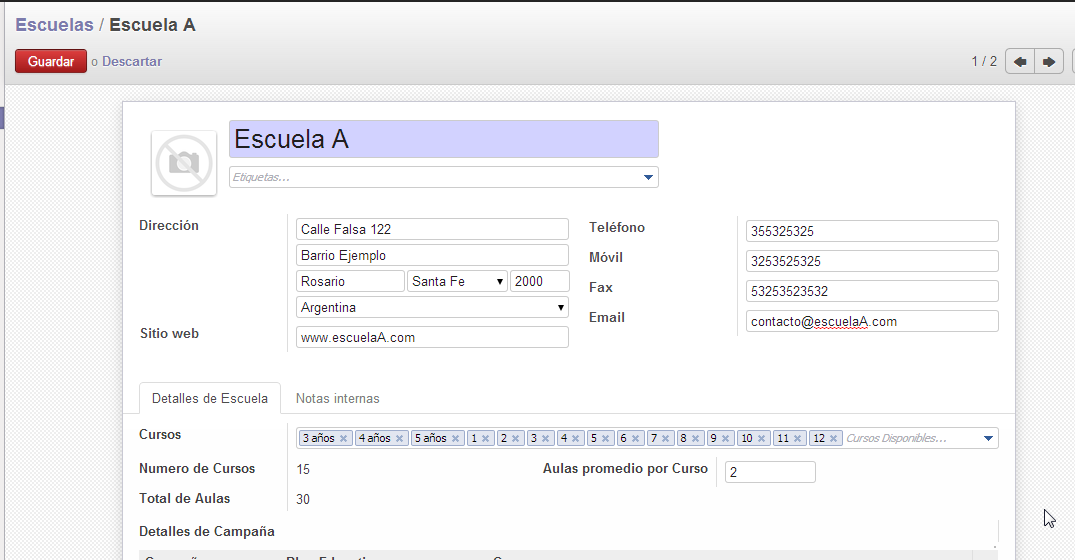 Escuelas / Escuela A
Guardar o Descartar
1 / 2
Escuela A
Etiquetas...
Dirección
Calle Falsa 122
Barrio Ejemplo
Rosario Santa Fe 2000
Argentina
Sitio web www.escuelaA.com
Teléfono 355325325
Móvil 3253525325
Fax 53253523532
Email contacto@escuelaA.com
Detalles de Escuela Notas internas
Cursos 3 años 4 años 5 años 1 2 3 4 5 6 7 8 9 10 11 12 Cursos Disponibles...
Numero de Cursos 15 Aulas promedio por Curso 2
Total de Aulas 30
Detalles de Campaña